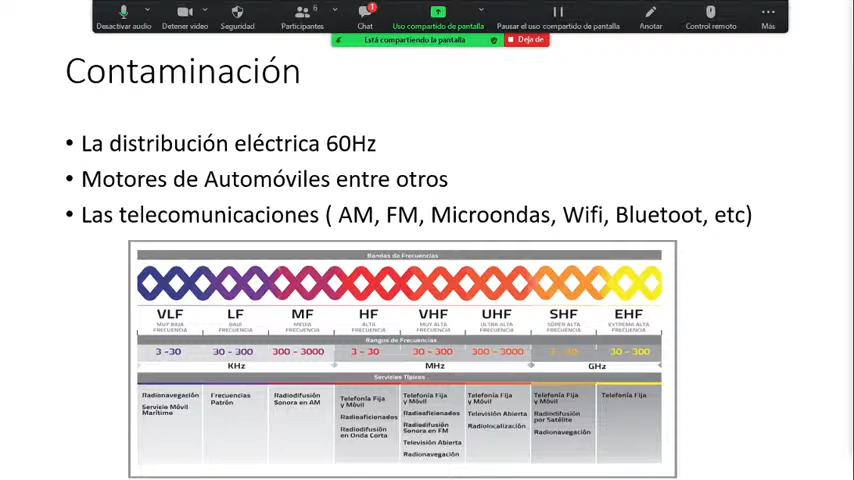 Desactivar audio Detener video Seguridad Participantes 6 Chat 1 Uso compartido de pantalla Pausar el uso compartido de pantalla Anotar Control remoto Más
Está compartiendo la pantalla Deja de
Contaminación
• La distribución eléctrica 60Hz
• Motores de Automóviles entre otros
• Las telecomunicaciones ( AM, FM, Microondas, Wifi, Bluetoot, etc)
Bandas de Frecuencias
VLF LF MF HF VHF UHF SHF EHF
MUY BAJA FRECUENCIA BAJA FRECUENCIA MEDIA FRECUENCIA ALTA FRECUENCIA MUY ALTA FRECUENCIA ULTRA ALTA FRECUENCIA SÚPER ALTA FRECUENCIA EXTREMA ALTA FRECUENCIA
Rangos de Frecuencias
3 -30 30 - 300 300 - 3000 3 - 30 30 - 300 300 - 3000 3 - 30 30 - 300
KHz MHz GHz
Servicios Típicos
Radionavegación
Servicio Móvil
Marítimo
Frecuencias
Patrón
Radiodifusión
Sonora en AM
Telefonía Fija
y Móvil
Radioaficionados
Radiodifusión
en Onda Corta
Telefonía Fija
y Móvil
Radioaficionados
Radiodifusión
Sonora en FM
Televisión Abierta
Radionavegación
Telefonía Fija
y Móvil
Televisión Abierta
Radiolocalización
Telefonía Fija
y Móvil
Radiodifusión
por Satélite
Radionavegación
Telefonía Fija